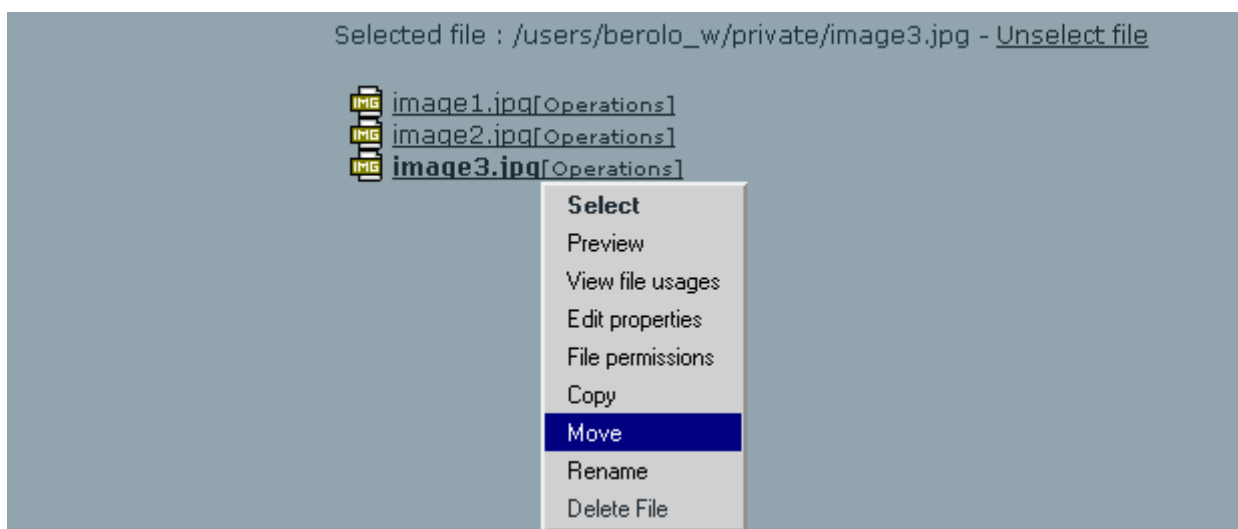 Selected file : /users/berolo_w/private/image3.jpg - Unselect file
IMG image1.jpg[Operations]
IMG image2.jpg[Operations]
IMG image3.jpg[Operations]
Select
Preview
View file usages
Edit properties
File permissions
Copy
Move
Rename
Delete File